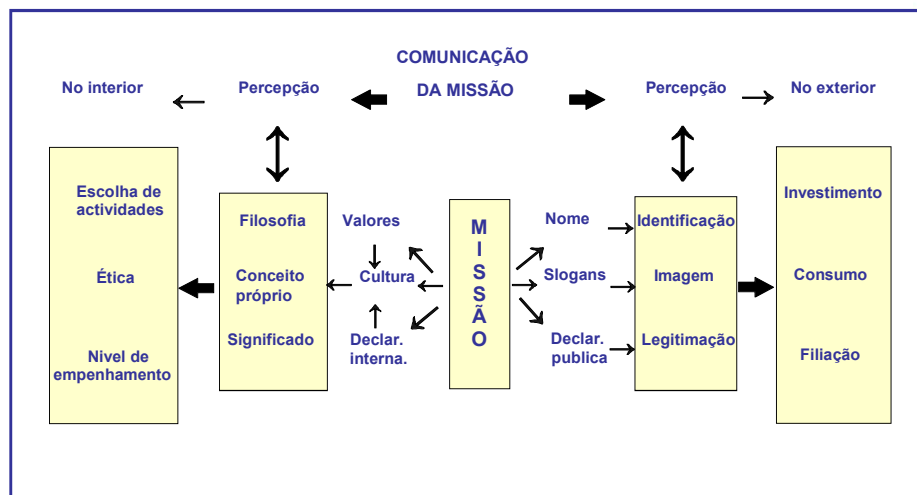 COMUNICAÇÃO
DA MISSÃO
No interior
Percepção
Percepção
No exterior
Escolha de
actividades
Ética
Nivel de
empenhamento
Filosofia
Conceito
próprio
Significado
Valores
Cultura
Declar.
interna.
M
I
S
S
Ã
O
Nome
Slogans
Declar.
publica
Identificação
Imagem
Legitimação
Investimento
Consumo
Filiação